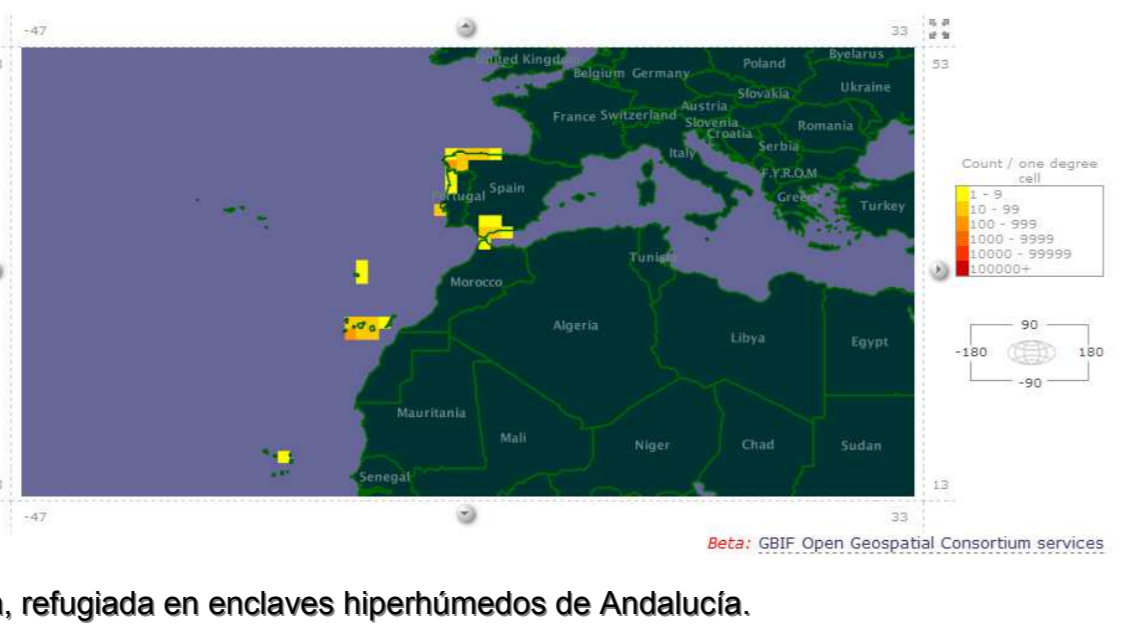 -47
33
53
United Kingdom
Byelarus
Poland
Belgium Germany
Ukraine
Slovakia
Austria
France Switzerland
Slovenia
Romania
Croatia
Serbia
Italy
Count / one degree
cell
F.Y.R.O.M
1 - 9
10 - 99
100 - 999
1000 - 9999
10000 - 99999
100000+
Spain
Portugal
Greece
Turkey
Tunisia
Morocco
Algeria
Libya
Egypt
90
-180
180
-90
Mauritania
Mali
Niger
Chad
Sudan
Senegal
13
-47
33
Beta: GBIF Open Geospatial Consortium services
, refugiada en enclaves hiperhúmedos de Andalucía.